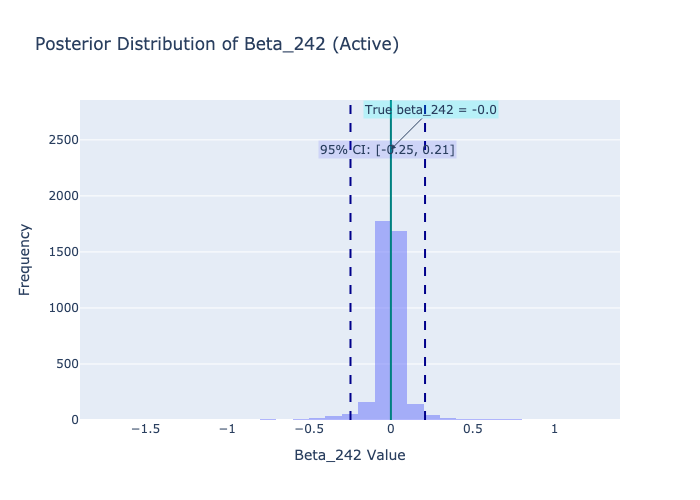 Posterior Distribution of Beta_242 (Active)
True beta_242 = -0.0
95% CI: [-0.25, 0.21]
2500
2000
1500
1000
500
0
Frequency
−1.5
−1
−0.5
0
0.5
1
Beta_242 Value